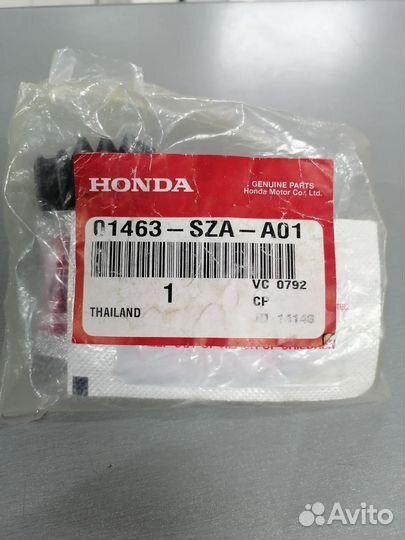 HONDA
GENUINE PARTS
Honda Motor Co., Ltd.
01463-SZA-A01
1
VC 0792
CP
THAILAND
Avito